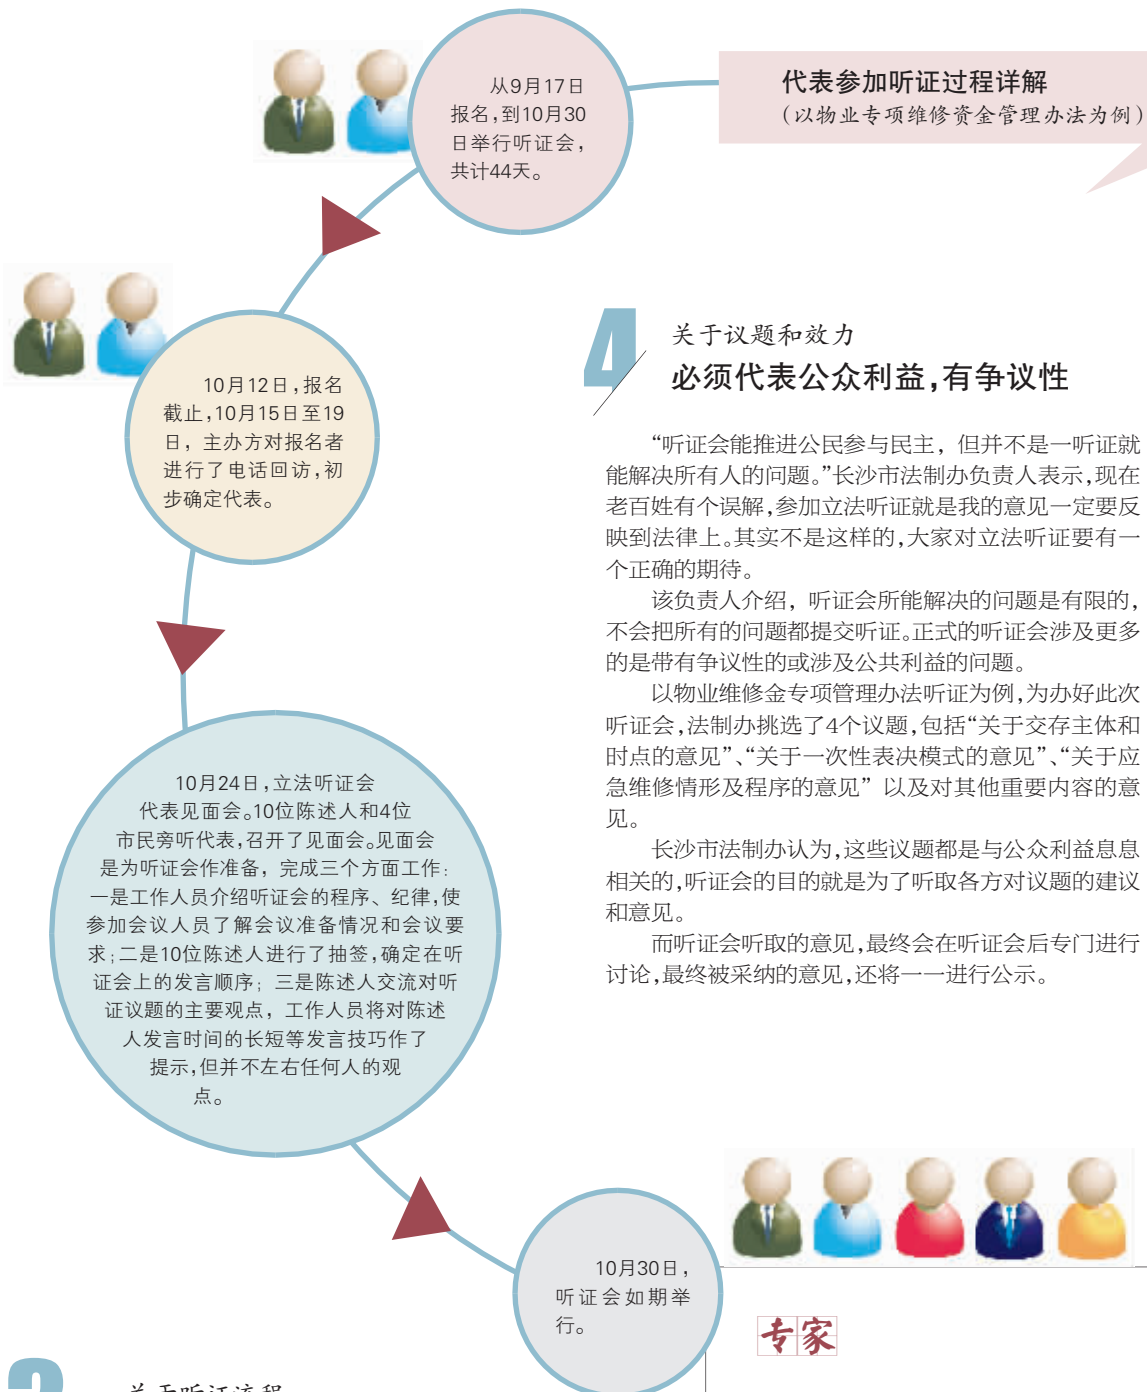 代表参加听证过程详解
(以物业专项维修资金管理办法为例)
从9月17日
报名,到10月30
日举行听证会,
共计44天。
10月12日,报名
截止,10月15日至19
日，主办方对报名者
进行了电话回访,初
步确定代表。
10月24日,立法听证会
代表见面会。10位陈述人和4位
市民旁听代表,召开了见面会。见面会
是为听证会作准备，完成三个方面工作:
一是工作人员介绍听证会的程序、纪律,使
参加会议人员了解会议准备情况和会议要
求;二是10位陈述人进行了抽签,确定在听
证会上的发言顺序；三是陈述人交流对听
证议题的主要观点，工作人员将对陈述
人发言时间的长短等发言技巧作了
提示,但并不左右任何人的观
点。
10月30日，
听证会如期举
行。
4
关于议题和效力
必须代表公众利益,有争议性
“听证会能推进公民参与民主，但并不是一听证就
能解决所有人的问题。”长沙市法制办负责人表示,现在
老百姓有个误解,参加立法听证就是我的意见一定要反
映到法律上。其实不是这样的,大家对立法听证要有一
个正确的期待。
该负责人介绍，听证会所能解决的问题是有限的,
不会把所有的问题都提交听证。正式的听证会涉及更多
的是带有争议性的或涉及公共利益的问题。
以物业维修金专项管理办法听证为例,为办好此次
听证会,法制办挑选了4个议题,包括“关于交存主体和
时点的意见”、“关于一次性表决模式的意见”、“关于应
急维修情形及程序的意见”以及对其他重要内容的意
见。
长沙市法制办认为,这些议题都是与公众利益息息
相关的,听证会的目的就是为了听取各方对议题的建议
和意见。
而听证会听取的意见,最终会在听证会后专门进行
讨论,最终被采纳的意见,还将一一进行公示。
专家
关于听证流程